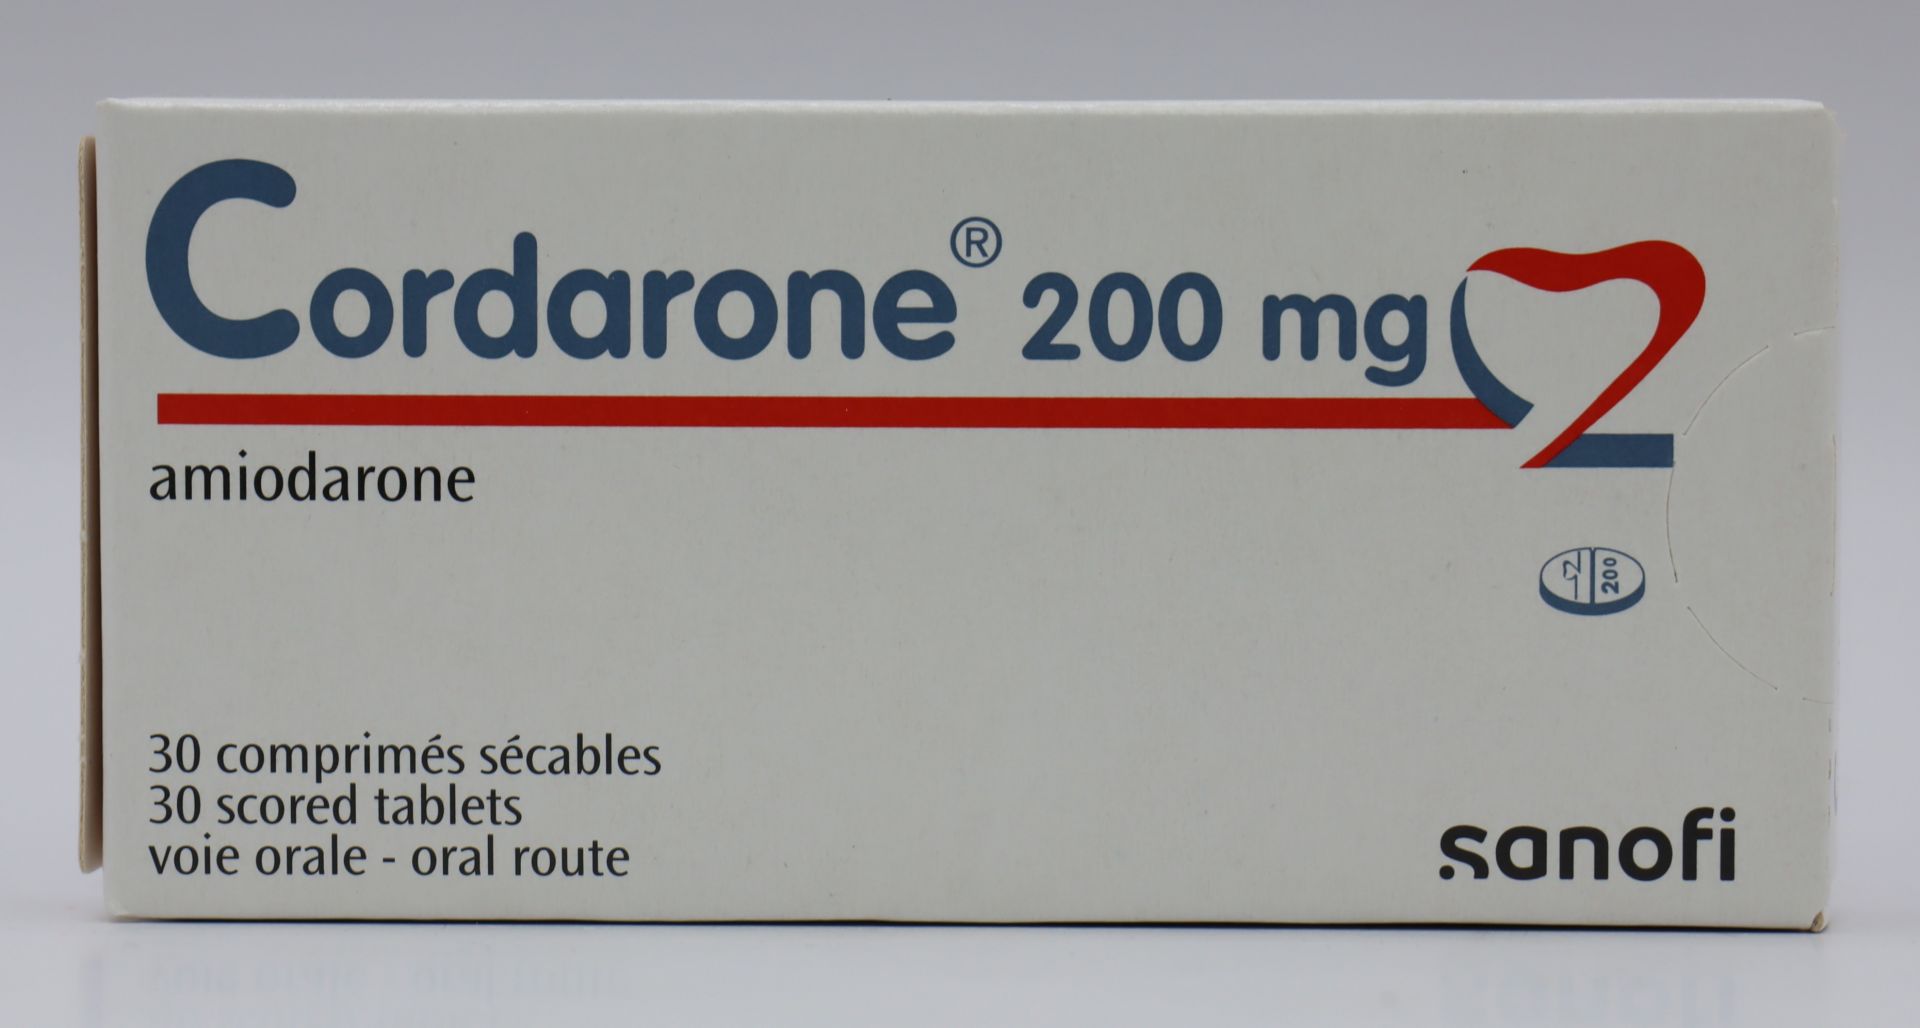 Cordarone® 200 mg
amiodarone
200
30 comprimés sécables
30 scored tablets
voie orale - oral route
sanofi